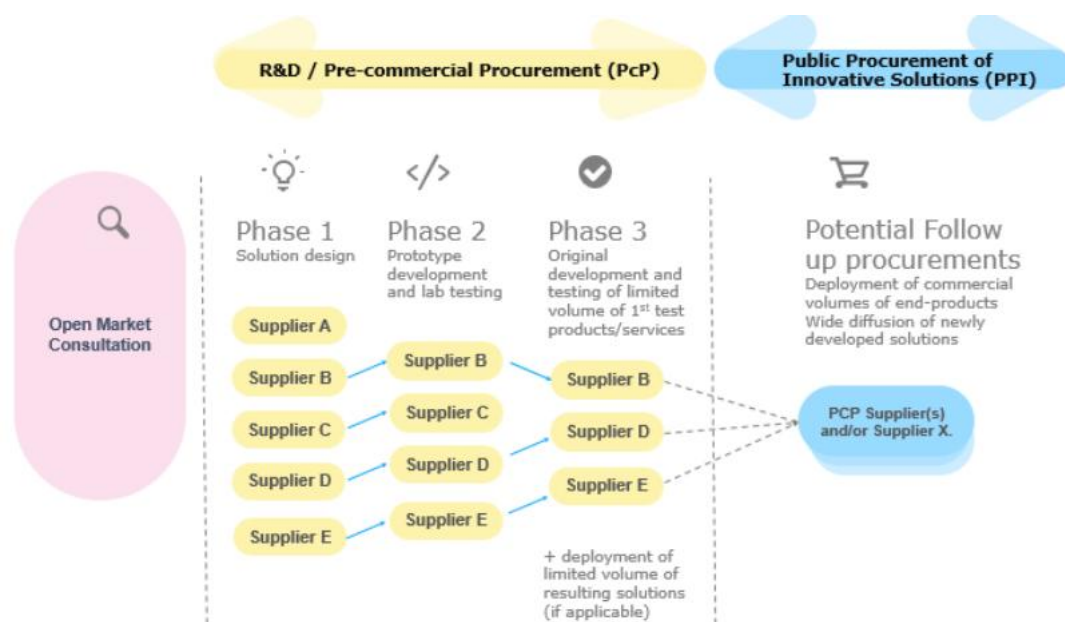 R&D / Pre-commercial Procurement (PcP)
Public Procurement of
Innovative Solutions (PPI)
Open Market
Consultation
Phase 1
Solution design
Supplier A
Supplier B
Supplier C
Supplier D
Supplier E
Phase 2
Prototype
development
and lab testing
Supplier B
Supplier C
Supplier D
Supplier E
Phase 3
Original
development and
testing of limited
volume of 1st test
products/services
Supplier B
Supplier D
Supplier E
+ deployment of
limited volume of
resulting solutions
(if applicable)
Potential Follow
up procurements
Deployment of commercial
volumes of end-products
Wide diffusion of newly
developed solutions
PCP Supplier(s)
and/or Supplier X.